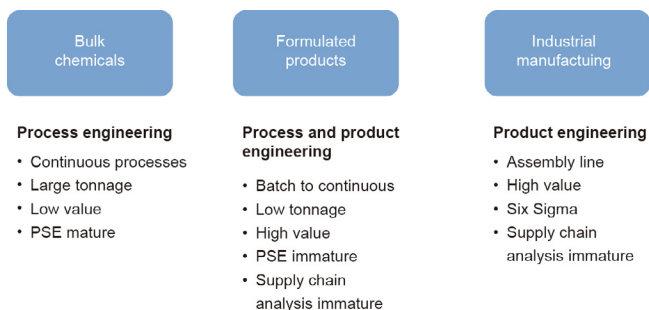 Bulk
chemicals
Formulated
products
Industrial
manufactuing
Process engineering
• Continuous processes
• Large tonnage
• Low value
• PSE mature
Process and product
engineering
• Batch to continuous
• Low tonnage
• High value
• PSE immature
• Supply chain
analysis immature
Product engineering
• Assembly line
• High value
• Six Sigma
• Supply chain
analysis immature